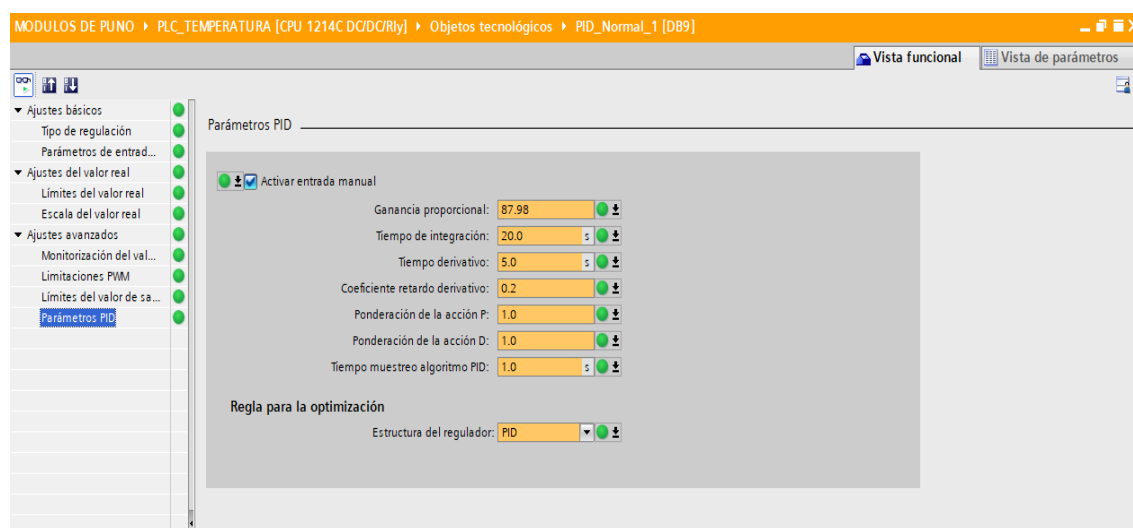 MODULOS DE PUNO ▸ PLC_TEMPERATURA [CPU 1214C DC/DC/Rly] ▸ Objetos tecnológicos ▸ PID_Normal_1 [DB9]
Vista funcional
Vista de parámetros
Ajustes básicos
Tipo de regulación
Parámetros de entrad...
Ajustes del valor real
Límites del valor real
Escala del valor real
Ajustes avanzados
Monitorización del val...
Limitaciones PWM
Límites del valor de sa...
Parámetros PID
Parámetros PID
Activar entrada manual
Ganancia proporcional: 87.98
Tiempo de integración: 20.0 s
Tiempo derivativo: 5.0 s
Coeficiente retardo derivativo: 0.2
Ponderación de la acción P: 1.0
Ponderación de la acción D: 1.0
Tiempo muestreo algoritmo PID: 1.0 s
Regla para la optimización
Estructura del regulador: PID